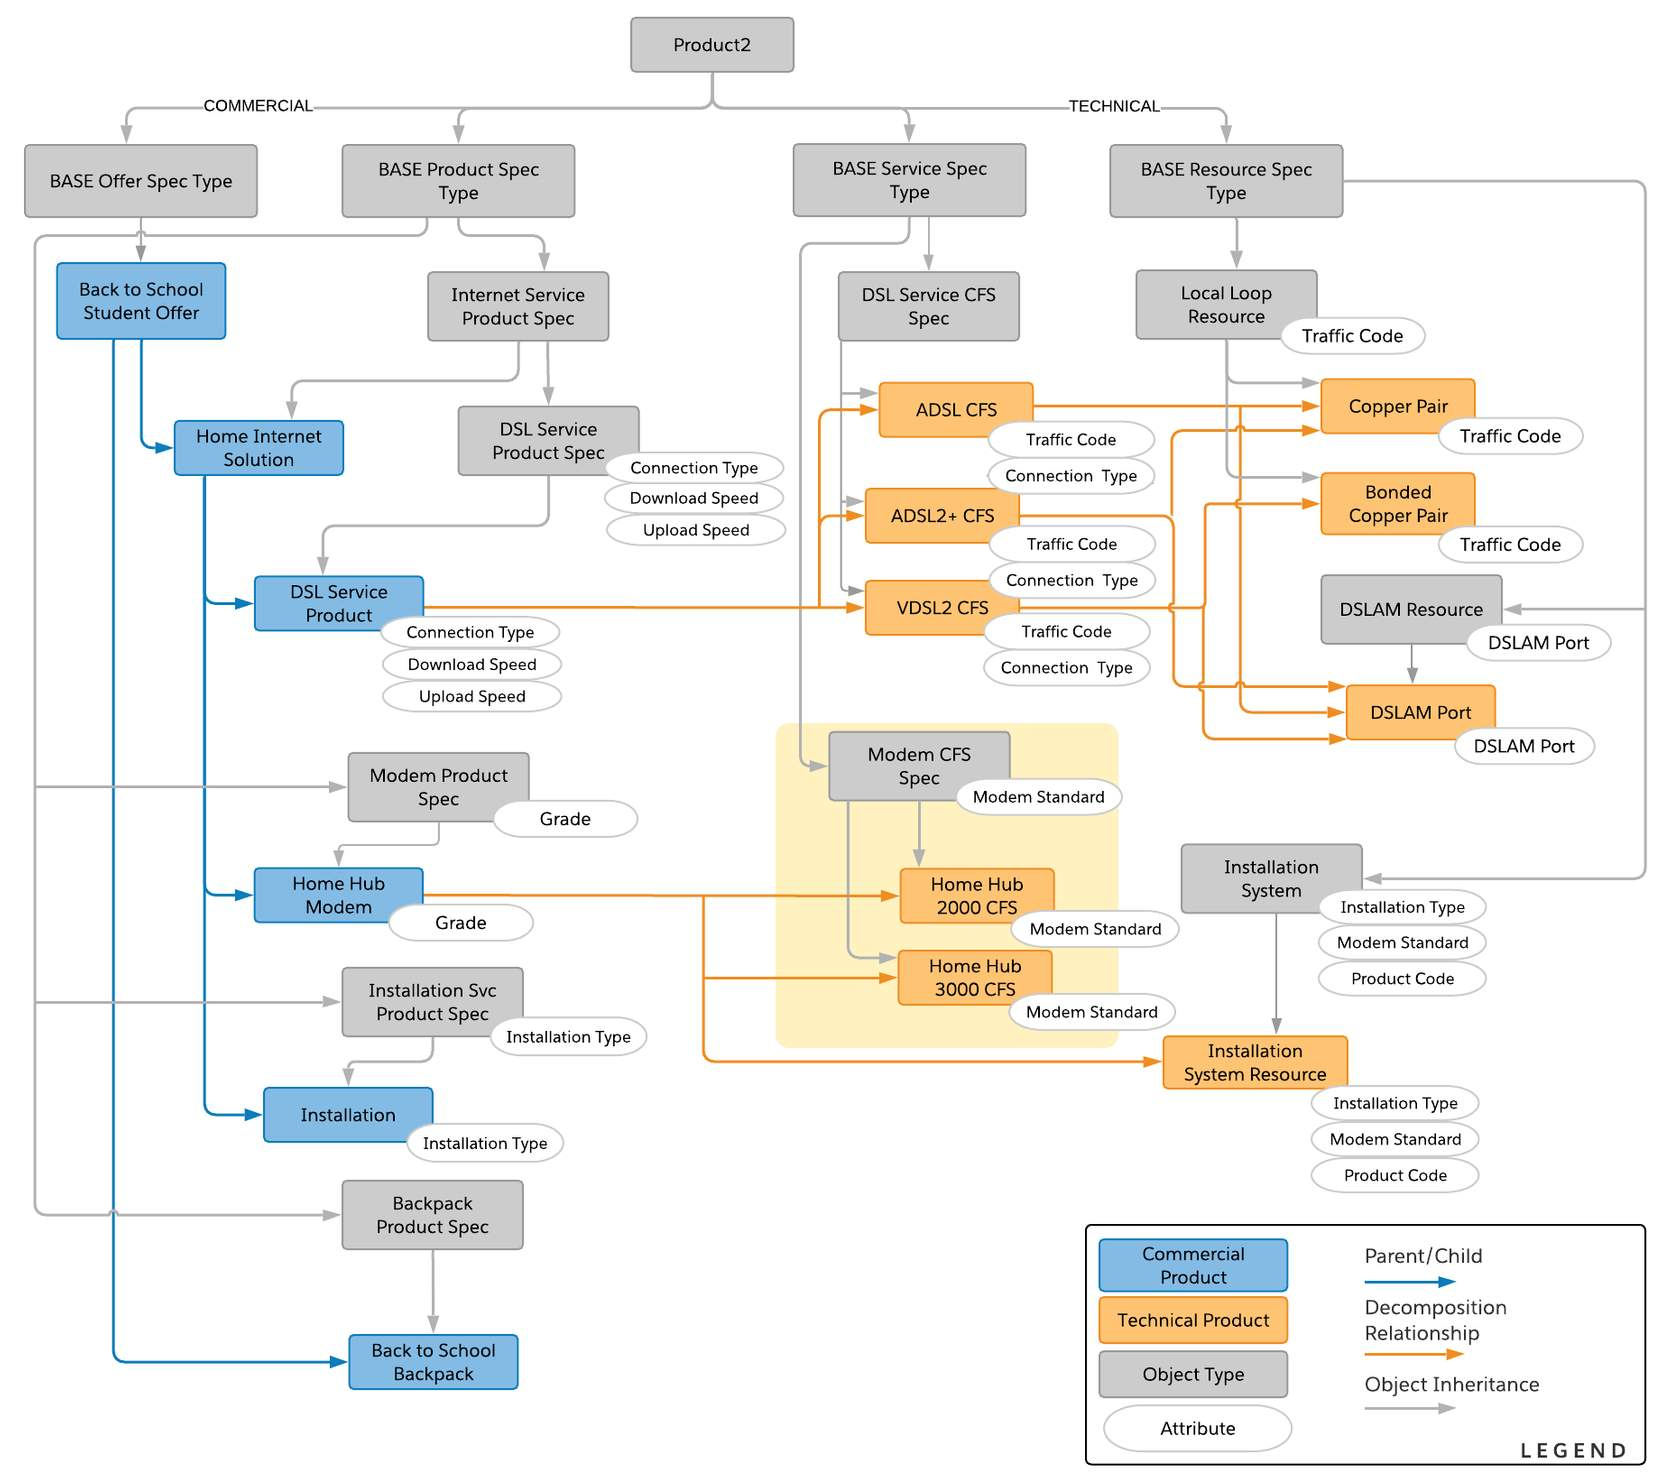 Product2
COMMERCIAL
TECHNICAL
BASE Offer Spec Type
BASE Product Spec
Type
BASE Service Spec
Type
BASE Resource Spec
Type
Back to School
Student Offer
Internet Service
Product Spec
DSL Service CFS
Spec
Local Loop
Resource
Traffic Code
Home Internet
Solution
DSL Service
Product Spec
Connection Type
Download Speed
Upload Speed
ADSL CFS
Traffic Code
Connection Type
Copper Pair
Traffic Code
ADSL2+ CFS
Traffic Code
Connection Type
Bonded
Copper Pair
Traffic Code
DSL Service
Product
Connection Type
Download Speed
Upload Speed
VDSL2 CFS
Traffic Code
Connection Type
DSLAM Resource
DSLAM Port
DSLAM Port
DSLAM Port
Modem Product
Spec
Grade
Modem CFS
Spec
Modem Standard
Home Hub
Modem
Grade
Home Hub
2000 CFS
Modem Standard
Installation
System
Installation Type
Modem Standard
Product Code
Installation Svc
Product Spec
Installation Type
Home Hub
3000 CFS
Modem Standard
Installation
System Resource
Installation Type
Modem Standard
Product Code
Installation
Installation Type
Backpack
Product Spec
Back to School
Backpack
Commercial
Product
Technical Product
Object Type
Attribute
Parent/Child
Decomposition
Relationship
Object Inheritance
LEGEND